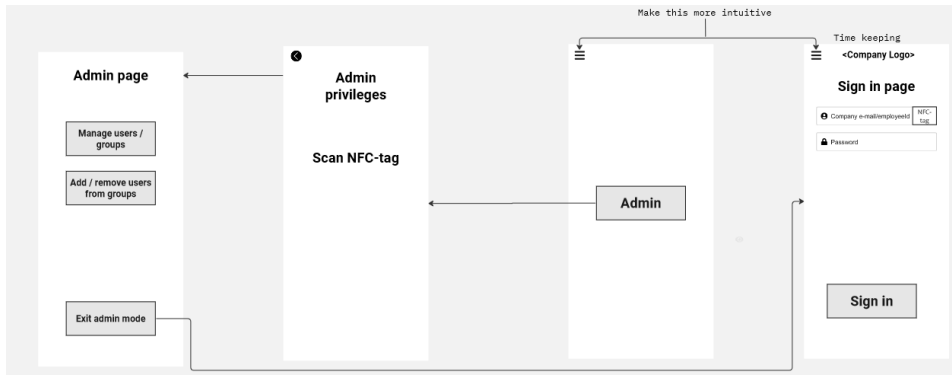 Make this more intuitive
Time keeping
Admin page
Manage users /
groups
Add / remove users
from groups
Exit admin mode
Admin
privileges
Scan NFC-tag
Admin
<Company Logo>
Sign in page
Company e-mail/employeeId
NFC-
tag
Password
Sign in